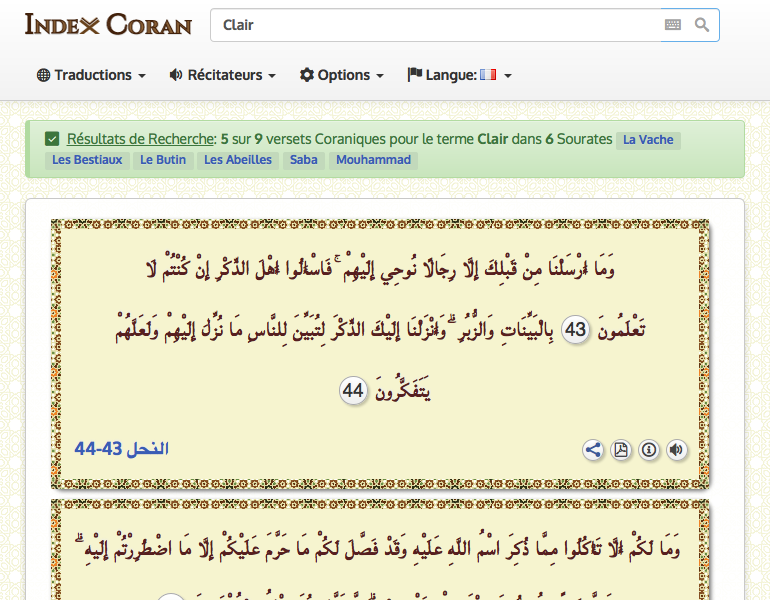 Index Coran
Clair
Traductions Récitateurs Options Langue:
Résultats de Recherche: 5 sur 9 versets Coraniques pour le terme Clair dans 6 Sourates La Vache
Les Bestiaux Le Butin Les Abeilles Saba Mouhammad
وَمَا أَرْسَلْنَا مِنْ قَبْلِكَ إِلَّا رِجَالًا نُوحِي إِلَيْهِمْ ۚ فَاسْأَلُوا أَهْلَ الذِّكْرِ إِنْ كُنْتُمْ لَا
تَعْلَمُونَ 43 بِالْبَيِّنَاتِ وَالزُّبُرِ ۗ وَأَنْزَلْنَا إِلَيْكَ الذِّكْرَ لِتُبَيِّنَ لِلنَّاسِ مَا نُزِّلَ إِلَيْهِمْ وَلَعَلَّهُمْ
يَتَفَكَّرُونَ 44
النحل 43-44
وَمَا لَكُمْ أَلَّا تَأْكُلُوا مِمَّا ذُكِرَ اسْمُ اللَّهِ عَلَيْهِ وَقَدْ فَصَّلَ لَكُمْ مَا حَرَّمَ عَلَيْكُمْ إِلَّا مَا اضْطُرِرْتُمْ إِلَيْهِ ۗ